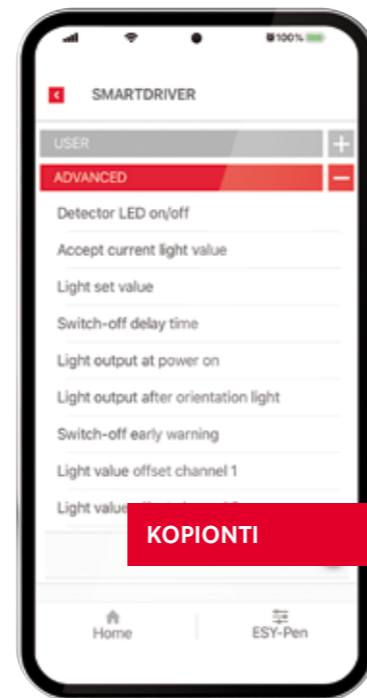 100%
SMARTDRIVER
USER
ADVANCED
Detector LED on/off
Accept current light value
Light set value
Switch-off delay time
Light output at power on
Light output after orientation light
Switch-off early warning
Light value offset channel 1
Light value
KOPIONTI
Home
ESY-Pen